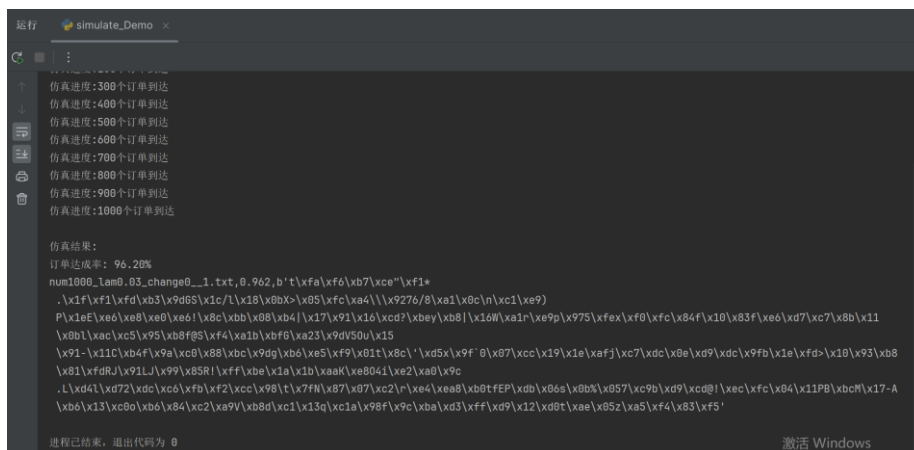 运行
simulate_Demo ×
仿真进度:300个订单到达
仿真进度:400个订单到达
仿真进度:500个订单到达
仿真进度:600个订单到达
仿真进度:700个订单到达
仿真进度:800个订单到达
仿真进度:900个订单到达
仿真进度:1000个订单到达
仿真结果:
订单达成率: 96.20%
num1000_lam0.03_change0__1.txt,0.962,b't\xfa\xf6\xb7\xce"\xf1*
.\x1f\xf1\xfd\xb3\x9dGS\x1c/l\x18\x0bX>\x05\xfc\xa4\\\x9276/8\xa1\x0c\n\xc1\xe9)
P\x1eE\xe6\xe8\xe0\xe6!\x8c\xbb\x08\xb4|\x17\x91\x16\xcd?\xbey\xb8|\x16W\xa1r\xe9p\x975\xfex\xf0\xfc\x84f\x10\x83f\xe6\xd7\xc7\x8b\x11
\x0bl\xac\xc5\x95\xb8f@S\xf4\xa1b\xbfG\xa23\x9dV5Ou\x15
\x91-\x11C\xb4f\x9a\xc0\x88\xbc\x9dg\xb6\xe5\xf9\x01t\x8c\'\xd5x\x9f`0\x07\xcc\x19\x1e\xafj\xc7\xdc\x0e\xd9\xdc\x9fb\x1e\xfd>\x10\x93\xb8
\x81\xfdRJ\x91LJ\x99\x85R!\xff\xbe\x1a\x1b\xaaK\xe8O4i\xe2\xa0\x9c
.L\xd4l\xd72\xdc\xc6\xfb\xf2\xcc\x98\t\x7fN\x87\x07\xc2\r\xe4\xea8\xb0tfEP\xdb\x06s\x0b%\x057\xc9b\xd9\xcd@!\xec\xfc\x04\x11PB\xbcM\x17-A
\xb6\x13\xc0o\xb6\x84\xc2\xa9V\xb8d\xc1\x13q\xc1a\x98f\x9c\xba\xd3\xff\xd9\x12\xd0t\xae\x05z\xa5\xf4\x83\xf5'
进程已结束，退出代码为 0
激活 Windows